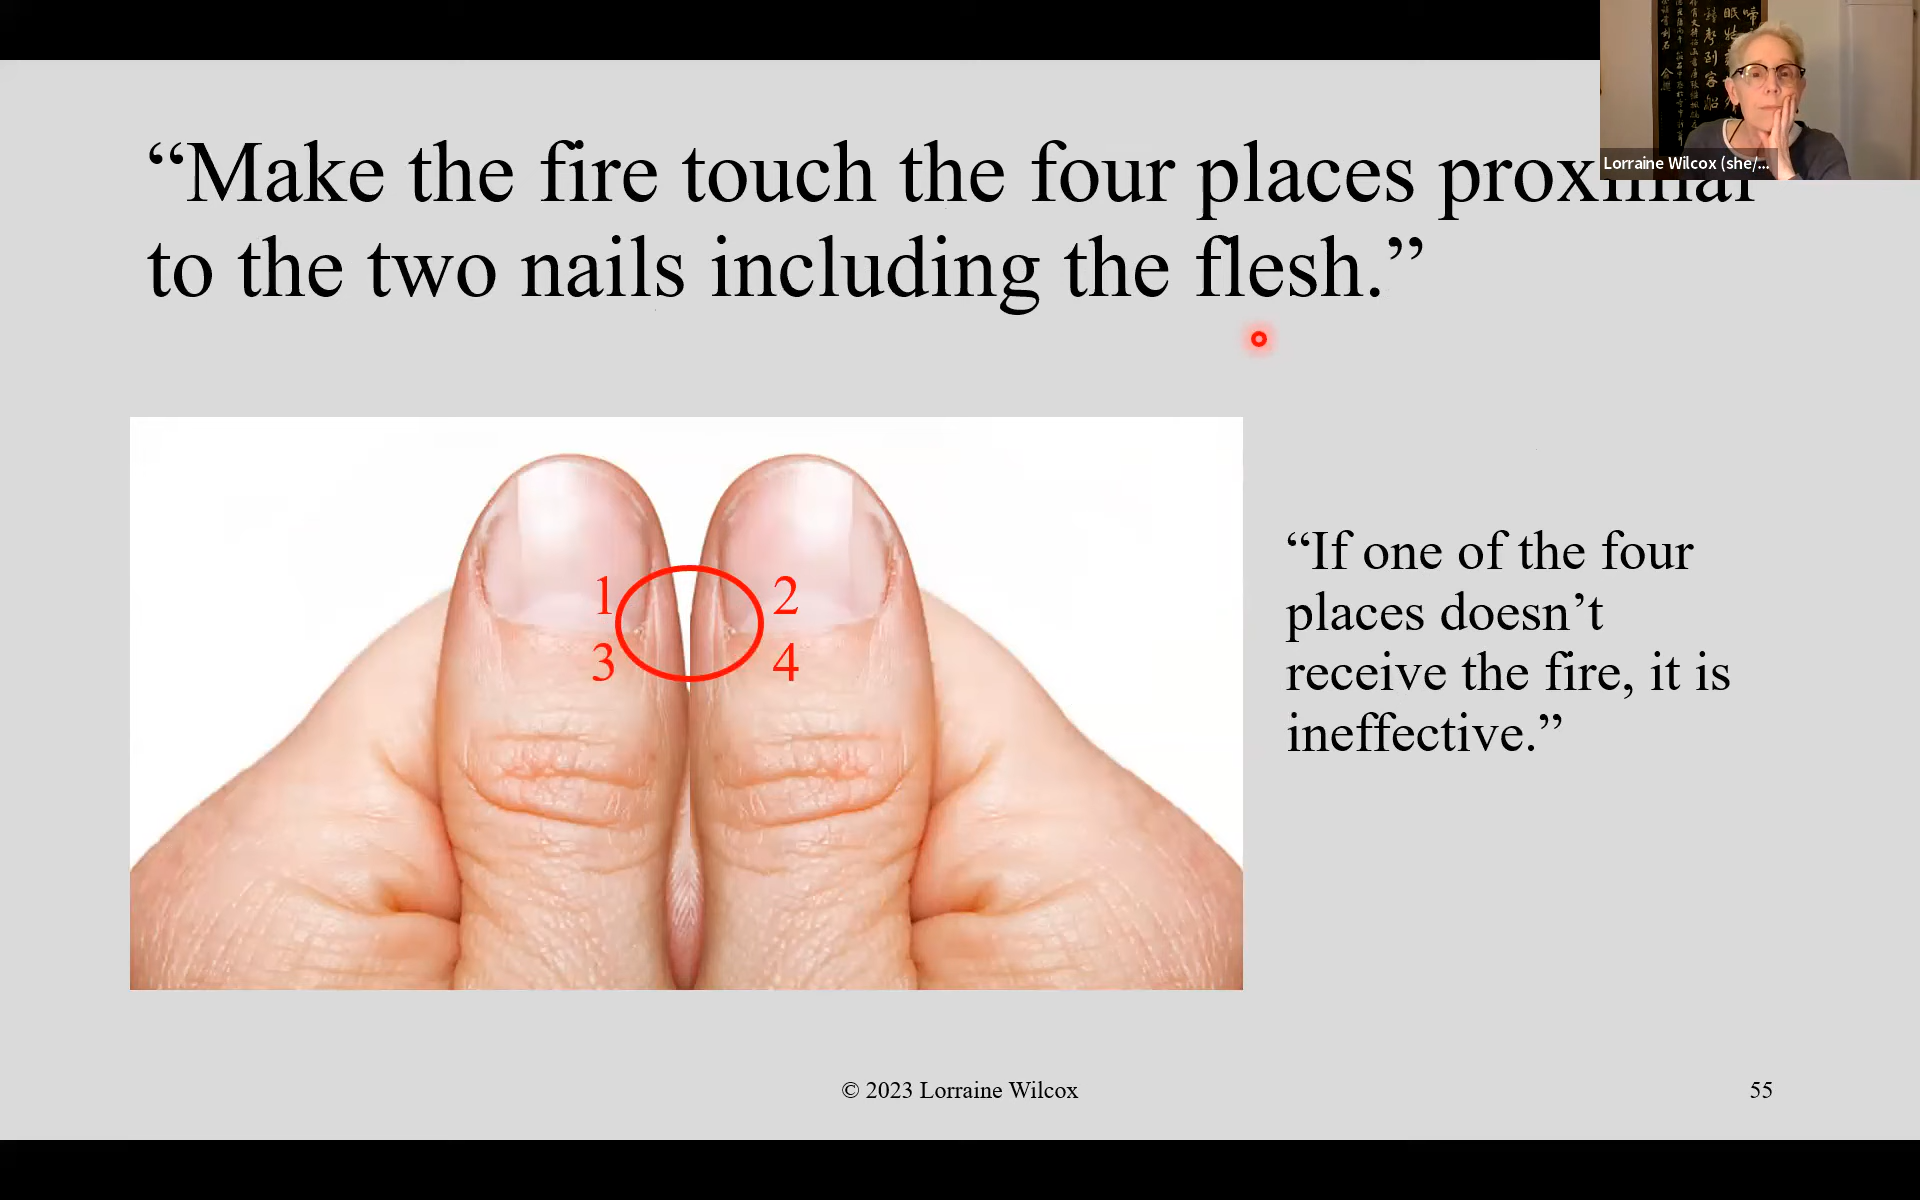 “Make the fire touch the four places proximal
to the two nails including the flesh.”
Lorraine Wilcox (she/...
1 2
3 4
“If one of the four
places doesn’t
receive the fire, it is
ineffective.”
© 2023 Lorraine Wilcox
55